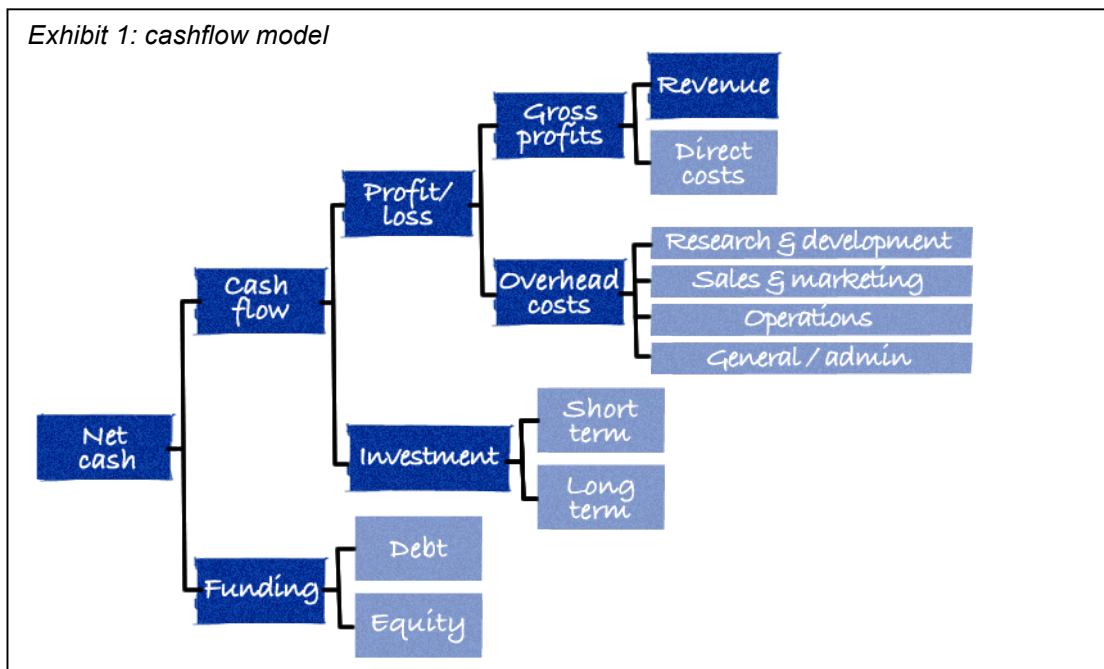 Exhibit 1: cashflow model
Revenue
Gross
profits
Direct
costs
Profit/
loss
Research & development
Cash
flow
Overhead
costs
Sales & marketing
Operations
General / admin
Net
cash
Investment
Short
term
Long
term
Funding
Debt
Equity